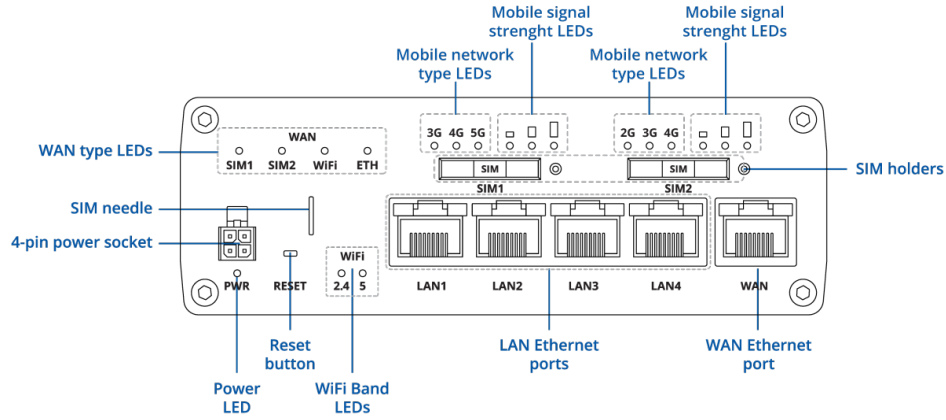 Mobile signal
strenght LEDs
Mobile signal
strenght LEDs
Mobile network
type LEDs
Mobile network
type LEDs
WAN
3G 4G 5G
2G 3G 4G
WAN type LEDs
SIM1 SIM2 WiFi ETH
SIM
SIM
SIM holders
SIM1
SIM2
SIM needle
4-pin power socket
WiFi
PWR
RESET
2.4 5
LAN1
LAN2
LAN3
LAN4
WAN
Reset
button
LAN Ethernet
ports
WAN Ethernet
port
Power
LED
WiFi Band
LEDs